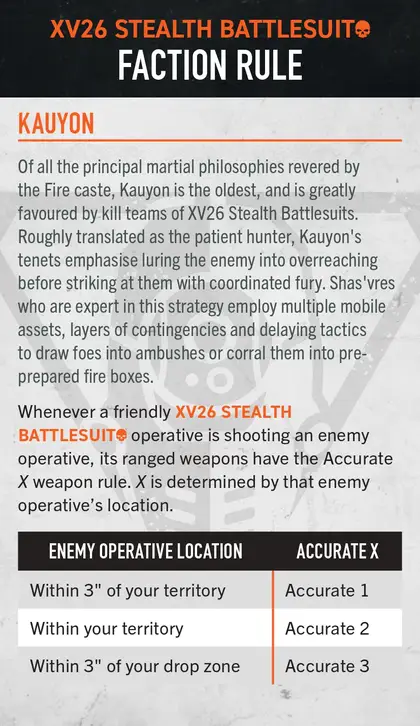 XV26 STEALTH BATTLESUIT
FACTION RULE
KAUYON
Of all the principal martial philosophies revered by
the Fire caste, Kauyon is the oldest, and is greatly
favoured by kill teams of XV26 Stealth Battlesuits.
Roughly translated as the patient hunter, Kauyon's
tenets emphasise luring the enemy into overreaching
before striking at them with coordinated fury. Shas'vres
who are expert in this strategy employ multiple mobile
assets, layers of contingencies and delaying tactics
to draw foes into ambushes or corral them into pre-
prepared fire boxes.
Whenever a friendly XV26 STEALTH
BATTLESUIT operative is shooting an enemy
operative, its ranged weapons have the Accurate
X weapon rule. X is determined by that enemy
operative’s location.
ENEMY OPERATIVE LOCATION ACCURATE X
Within 3" of your territory Accurate 1
Within your territory Accurate 2
Within 3" of your drop zone Accurate 3